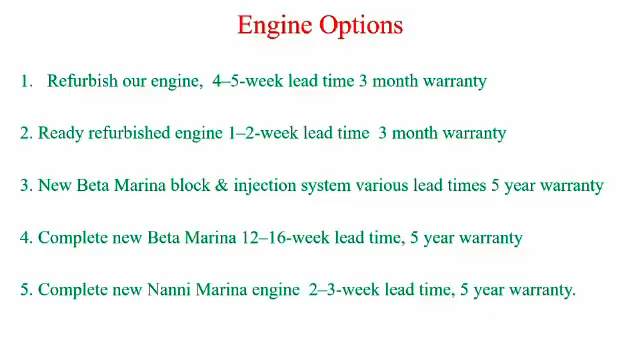 Engine Options
1. Refurbish our engine, 4–5-week lead time 3 month warranty
2. Ready refurbished engine 1–2-week lead time 3 month warranty
3. New Beta Marina block & injection system various lead times 5 year warranty
4. Complete new Beta Marina 12–16-week lead time, 5 year warranty
5. Complete new Nanni Marina engine 2–3-week lead time, 5 year warranty.